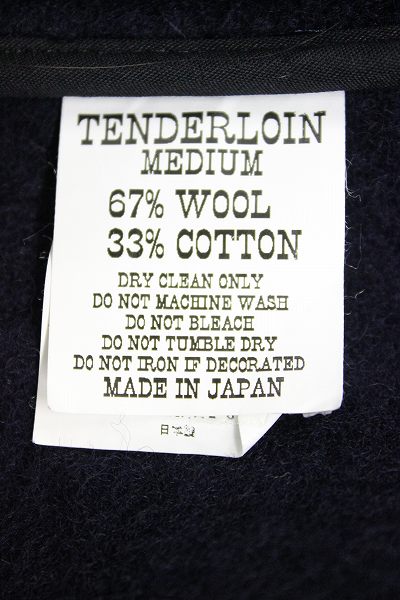 TENDERLOIN
MEDIUM
67% WOOL
33% COTTON
DRY CLEAN ONLY
DO NOT MACHINE WASH
DO NOT BLEACH
DO NOT TUMBLE DRY
DO NOT IRON IF DECORATED
MADE IN JAPAN
日本製